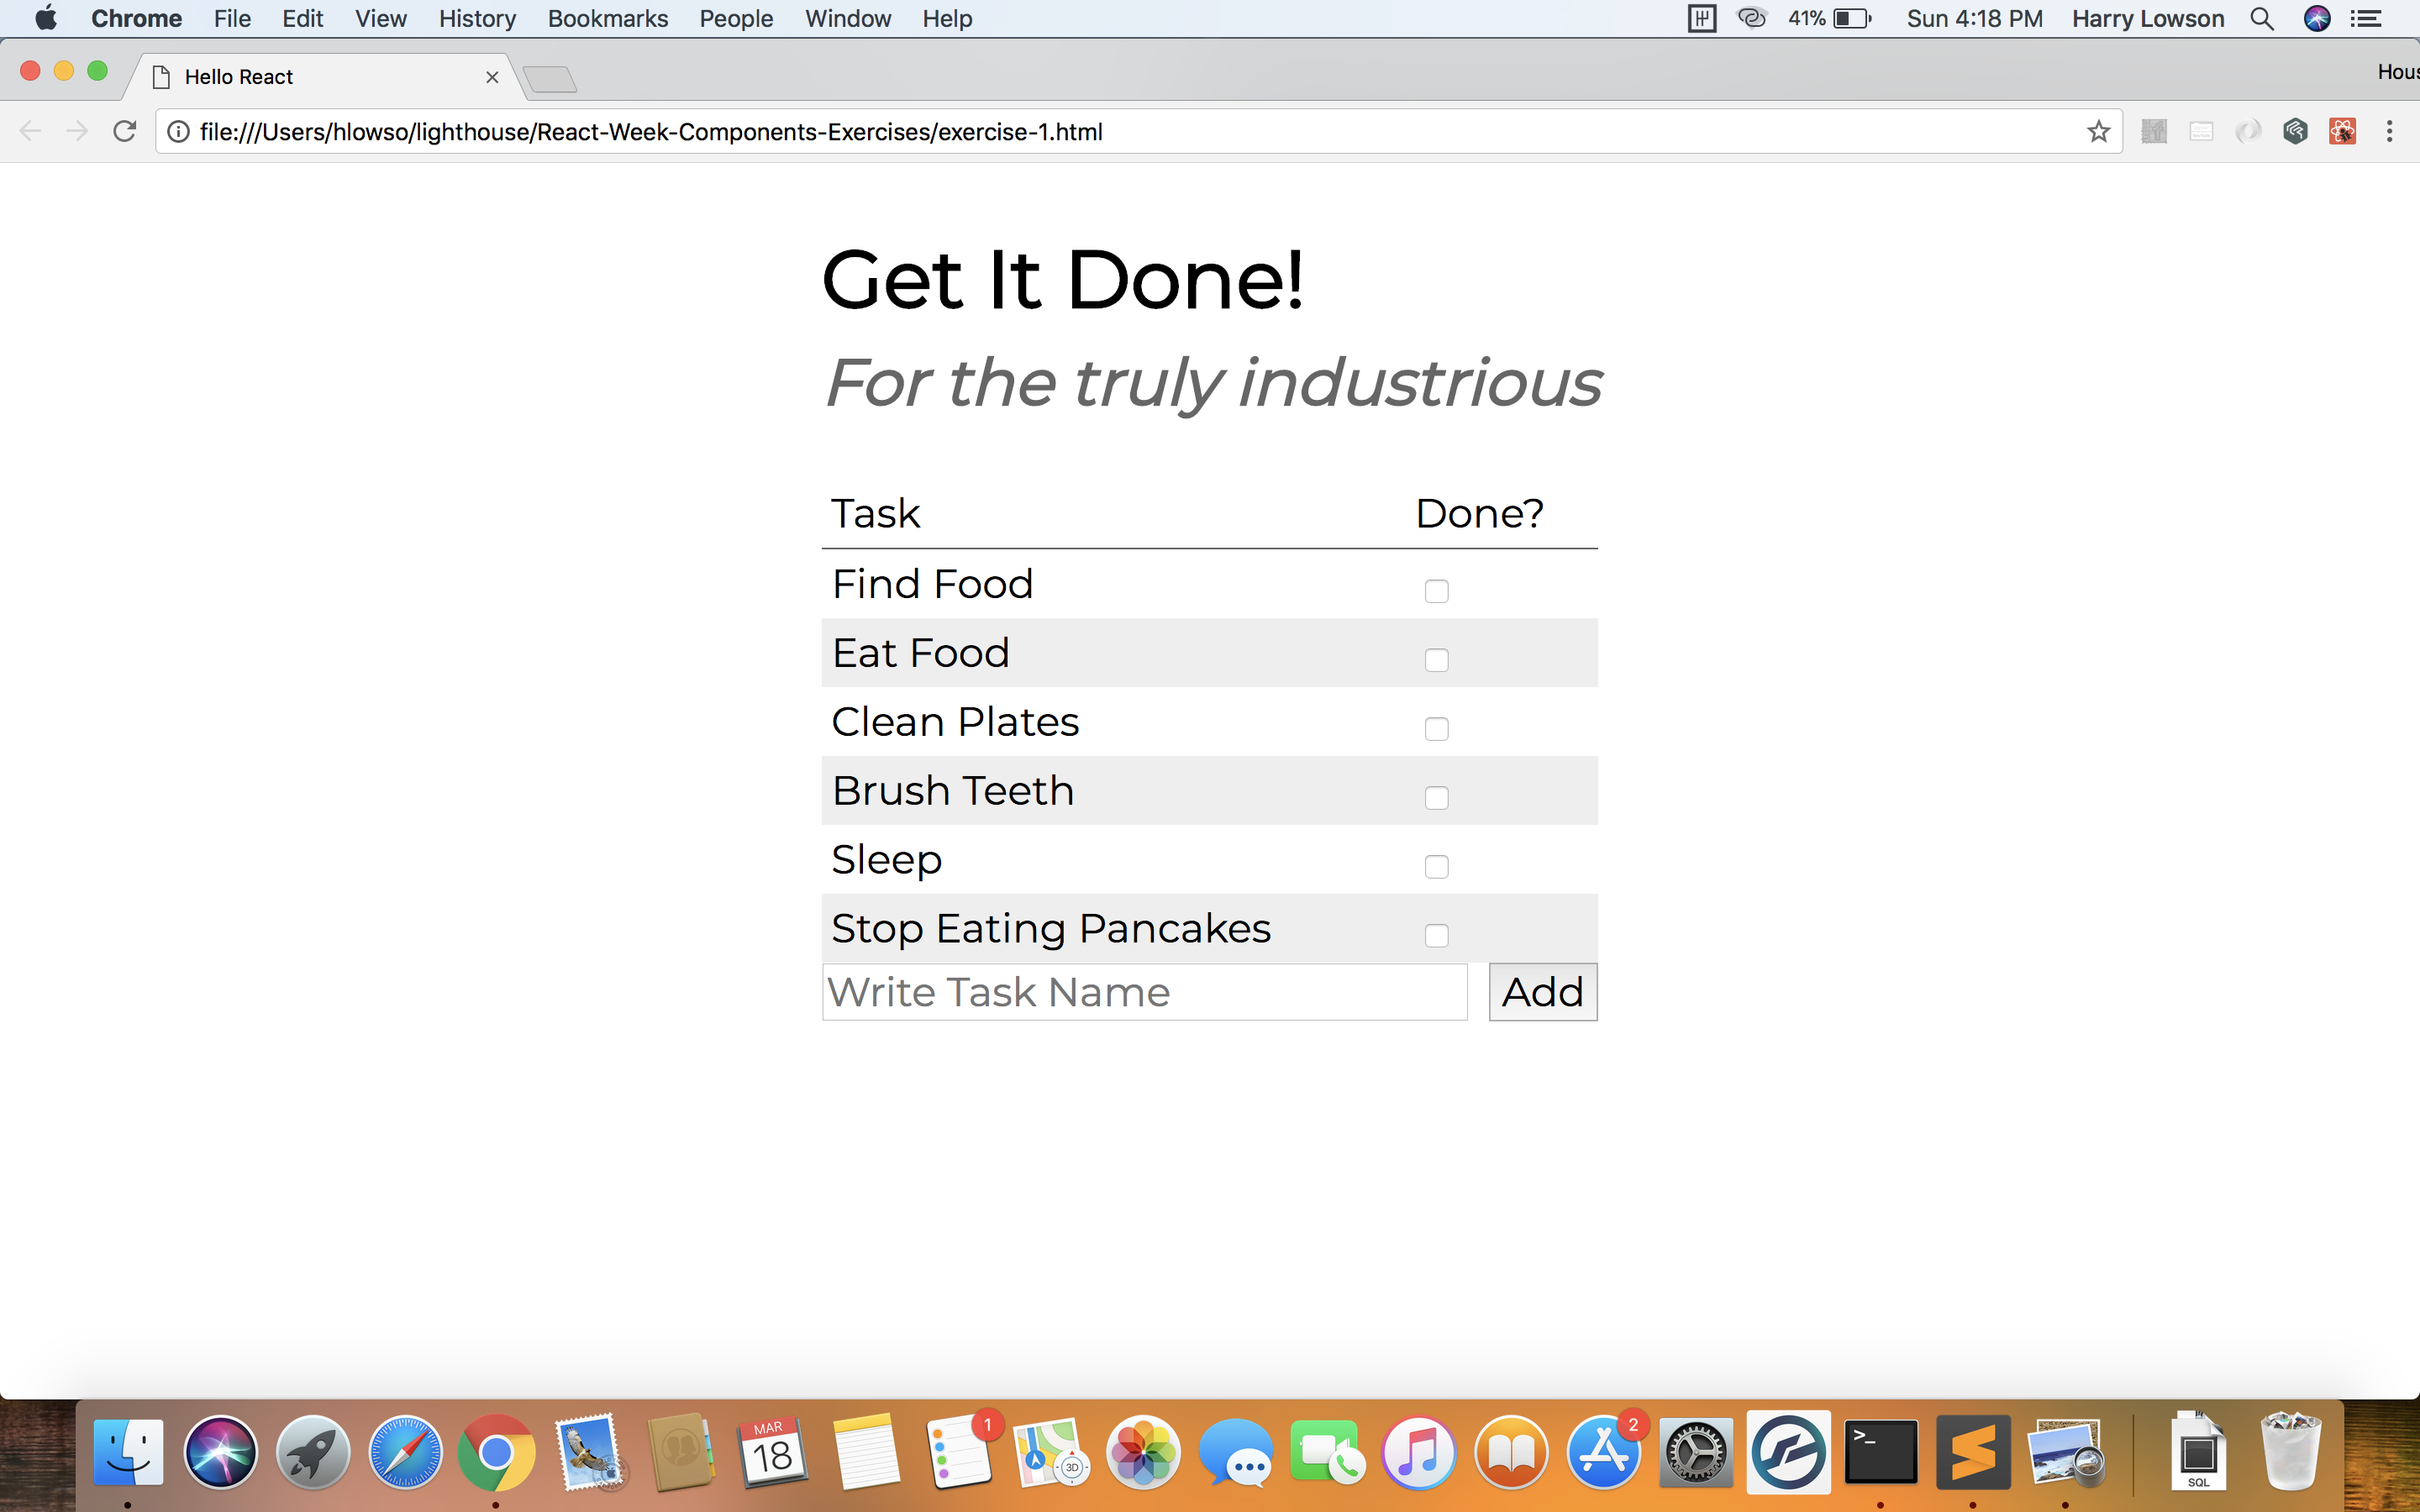 Chrome File Edit View History Bookmarks People Window Help 41% Sun 4:18 PM Harry Lowson
Hello React
Hous
file:///Users/hlowso/lighthouse/React-Week-Components-Exercises/exercise-1.html
Get It Done!
For the truly industrious
Task Done?
Find Food
Eat Food
Clean Plates
Brush Teeth
Sleep
Stop Eating Pancakes
Write Task Name Add
MAR
18
1
3D
2
>_
SQL